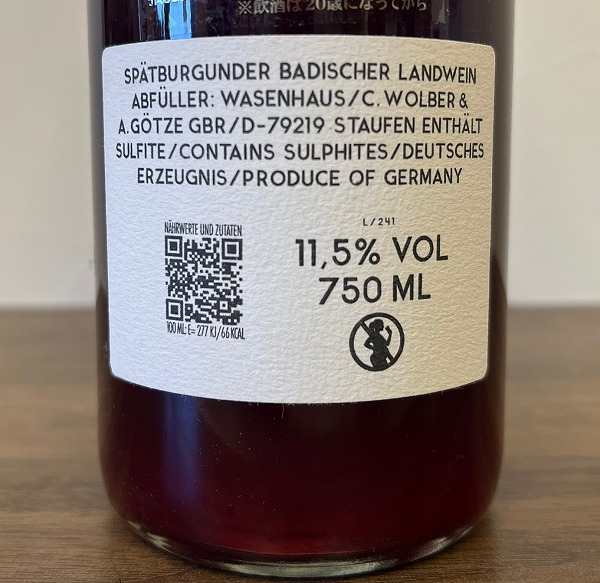 ※飲酒は20歳になってから
SPÄTBURGUNDER BADISCHER LANDWEIN
ABFÜLLER: WASENHAUS/C. WOLBER &
A. GÖTZE GBR/D-79219 STAUFEN ENTHÄLT
SULFITE/CONTAINS SULPHITES/DEUTSCHES
ERZEUGNIS/PRODUCE OF GERMANY
NÄHRWERTE UND ZUTATEN
100 ML: E= 277 KJ/66 KCAL
L/241
11,5% VOL
750 ML